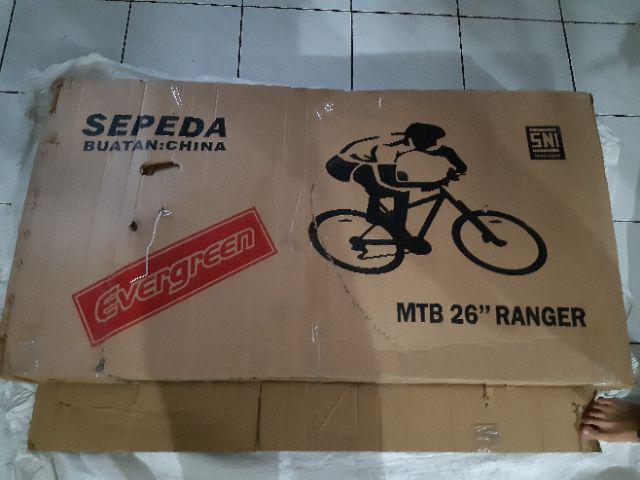 SEPEDA
BUATAN:CHINA
SNI
Evergreen
MTB 26” RANGER